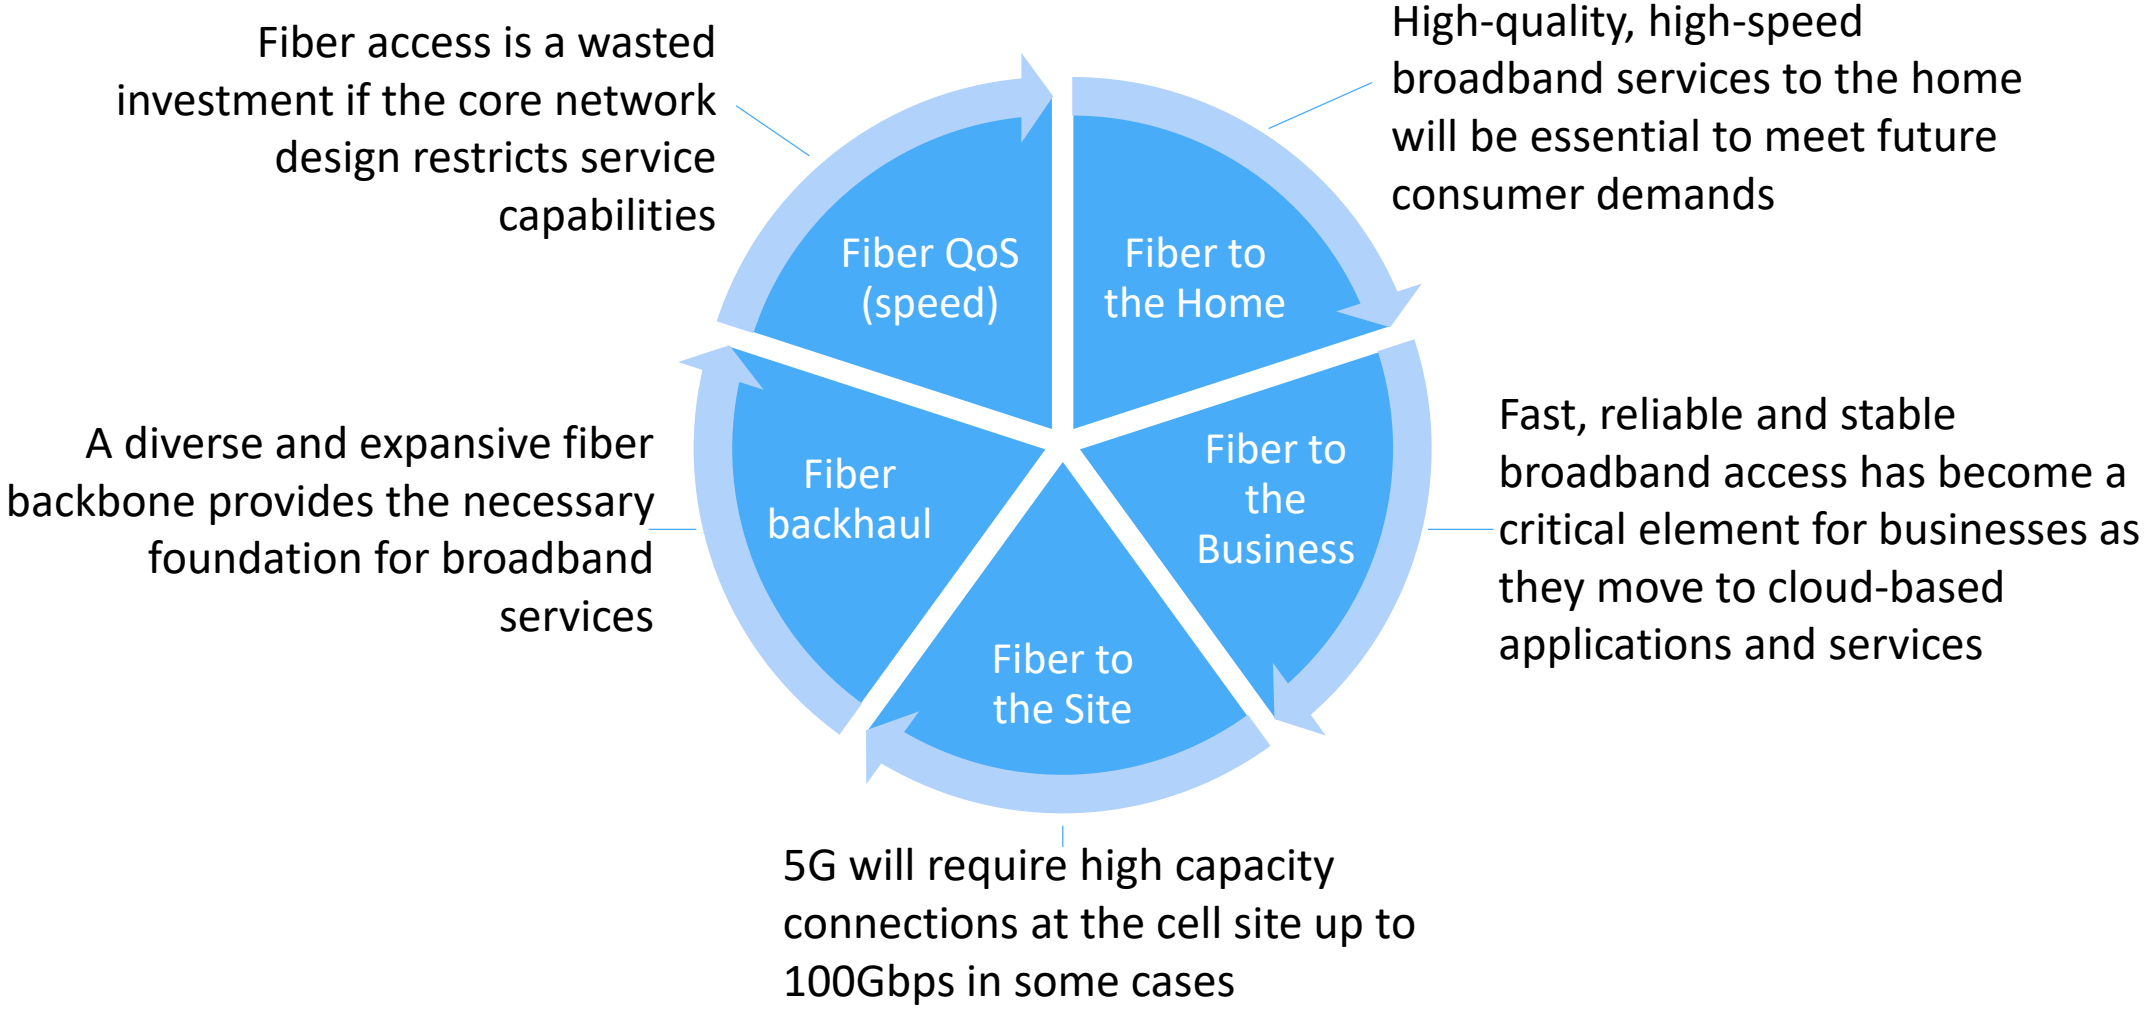 Fiber access is a wasted
investment if the core network
design restricts service
capabilities
High-quality, high-speed
broadband services to the home
will be essential to meet future
consumer demands
Fiber QoS
(speed)
Fiber to
the Home
A diverse and expansive fiber
backbone provides the necessary
foundation for broadband
services
Fiber
backhaul
Fiber to
the
Business
Fast, reliable and stable
broadband access has become a
critical element for businesses as
they move to cloud-based
applications and services
Fiber to
the Site
5G will require high capacity
connections at the cell site up to
100Gbps in some cases